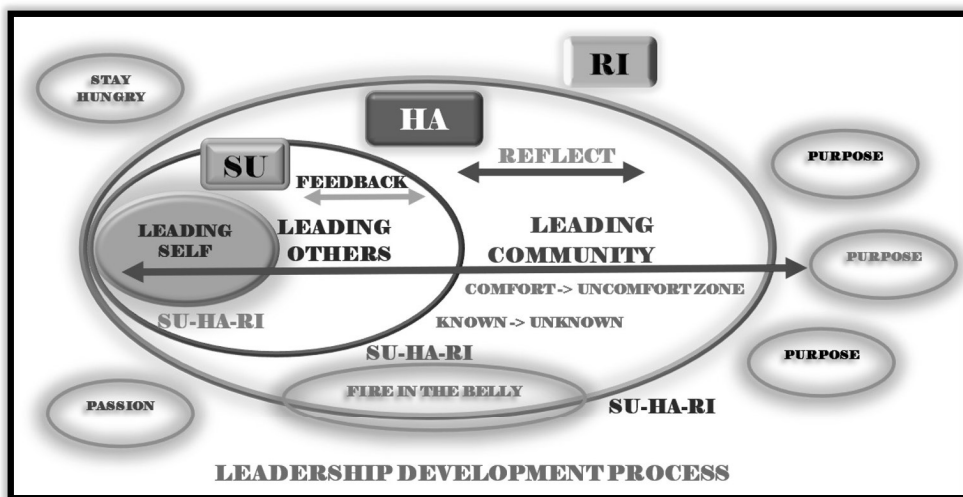 STAY
HUNGRY
RI
HA
SU
REFLECT
FEEDBACK
PURPOSE
LEADING
SELF
LEADING
OTHERS
LEADING
COMMUNITY
PURPOSE
COMFORT -> UNCOMFORT ZONE
SU-HA-RI
KNOWN -> UNKNOWN
SU-HA-RI
PURPOSE
FIRE IN THE BELLY
PASSION
SU-HA-RI
LEADERSHIP DEVELOPMENT PROCESS